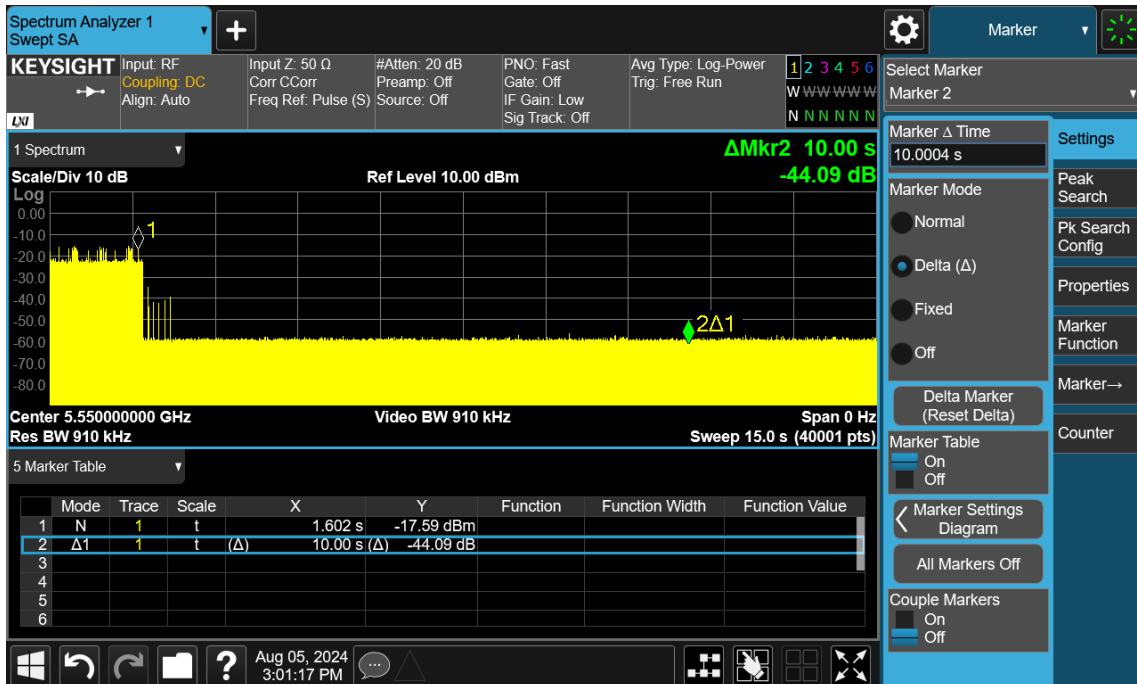 Spectrum Analyzer 1
Swept SA
Marker
KEYSIGHT
LXI
Input: RF
Coupling: DC
Align: Auto
Input Z: 50 Ω
Corr CCorr
Freq Ref: Pulse (S)
#Atten: 20 dB
Preamp: Off
Source: Off
PNO: Fast
Gate: Off
IF Gain: Low
Sig Track: Off
Avg Type: Log-Power
Trig: Free Run
1 2 3 4 5 6
W W W W W W
N N N N N N
Select Marker
Marker 2
1 Spectrum
ΔMkr2 10.00 s
-44.09 dB
Scale/Div 10 dB
Ref Level 10.00 dBm
Log
0.00
-10.0
-20.0
-30.0
-40.0
-50.0
-60.0
-70.0
-80.0
1
2Δ1
Center 5.550000000 GHz
Video BW 910 kHz
Span 0 Hz
Res BW 910 kHz
Sweep 15.0 s (40001 pts)
5 Marker Table
Mode Trace Scale X Y Function Function Width Function Value
1 N 1 t 1.602 s -17.59 dBm
2 Δ1 1 t (Δ) 10.00 s (Δ) -44.09 dB
3
4
5
6
Marker Δ Time
10.0004 s
Marker Mode
Normal
Delta (Δ)
Fixed
Off
Delta Marker
(Reset Delta)
Marker Table
On
Off
Marker Settings
Diagram
All Markers Off
Couple Markers
On
Off
Settings
Peak
Search
Pk Search
Config
Properties
Marker
Function
Marker→
Counter
?
Aug 05, 2024
3:01:17 PM